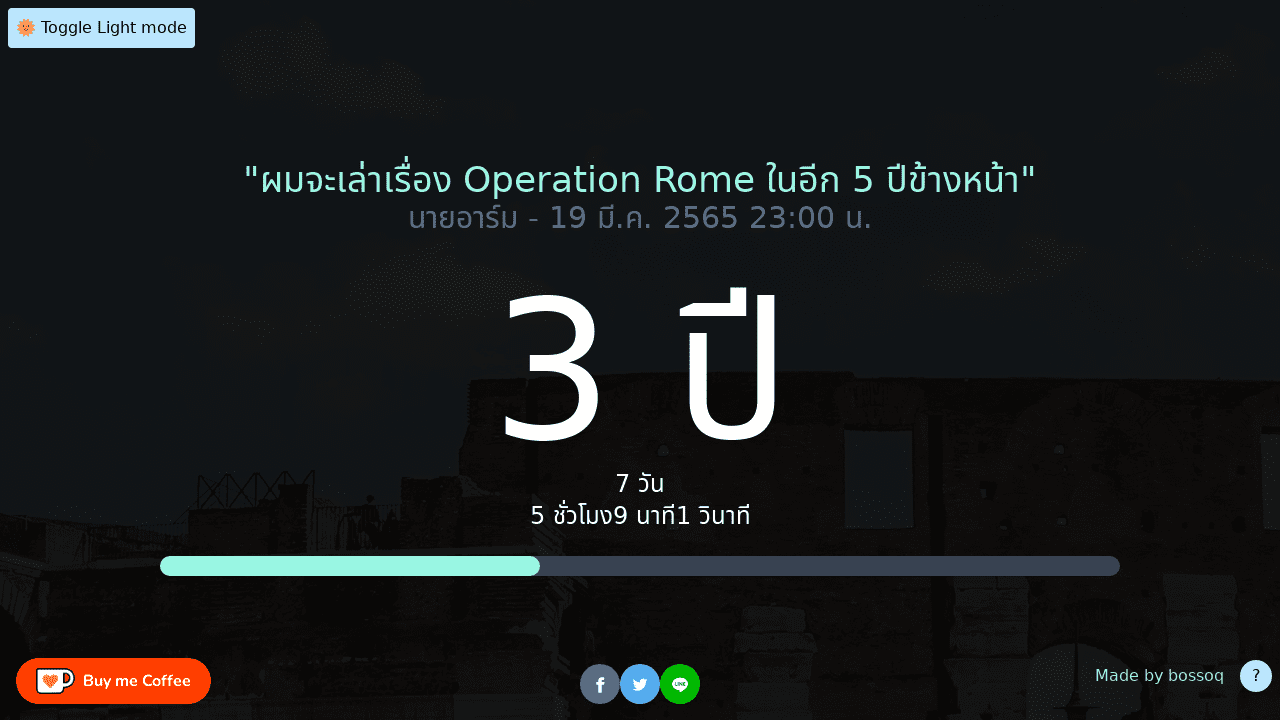 Toggle Light mode
"ผมจะเล่าเรื่อง Operation Rome ในอีก 5 ปีข้างหน้า"
นายอาร์ม - 19 มี.ค. 2565 23:00 น.
3 ปี
7 วัน
5 ชั่วโมง9 นาที1 วินาที
Buy me Coffee
LINE
Made by bossoq
?